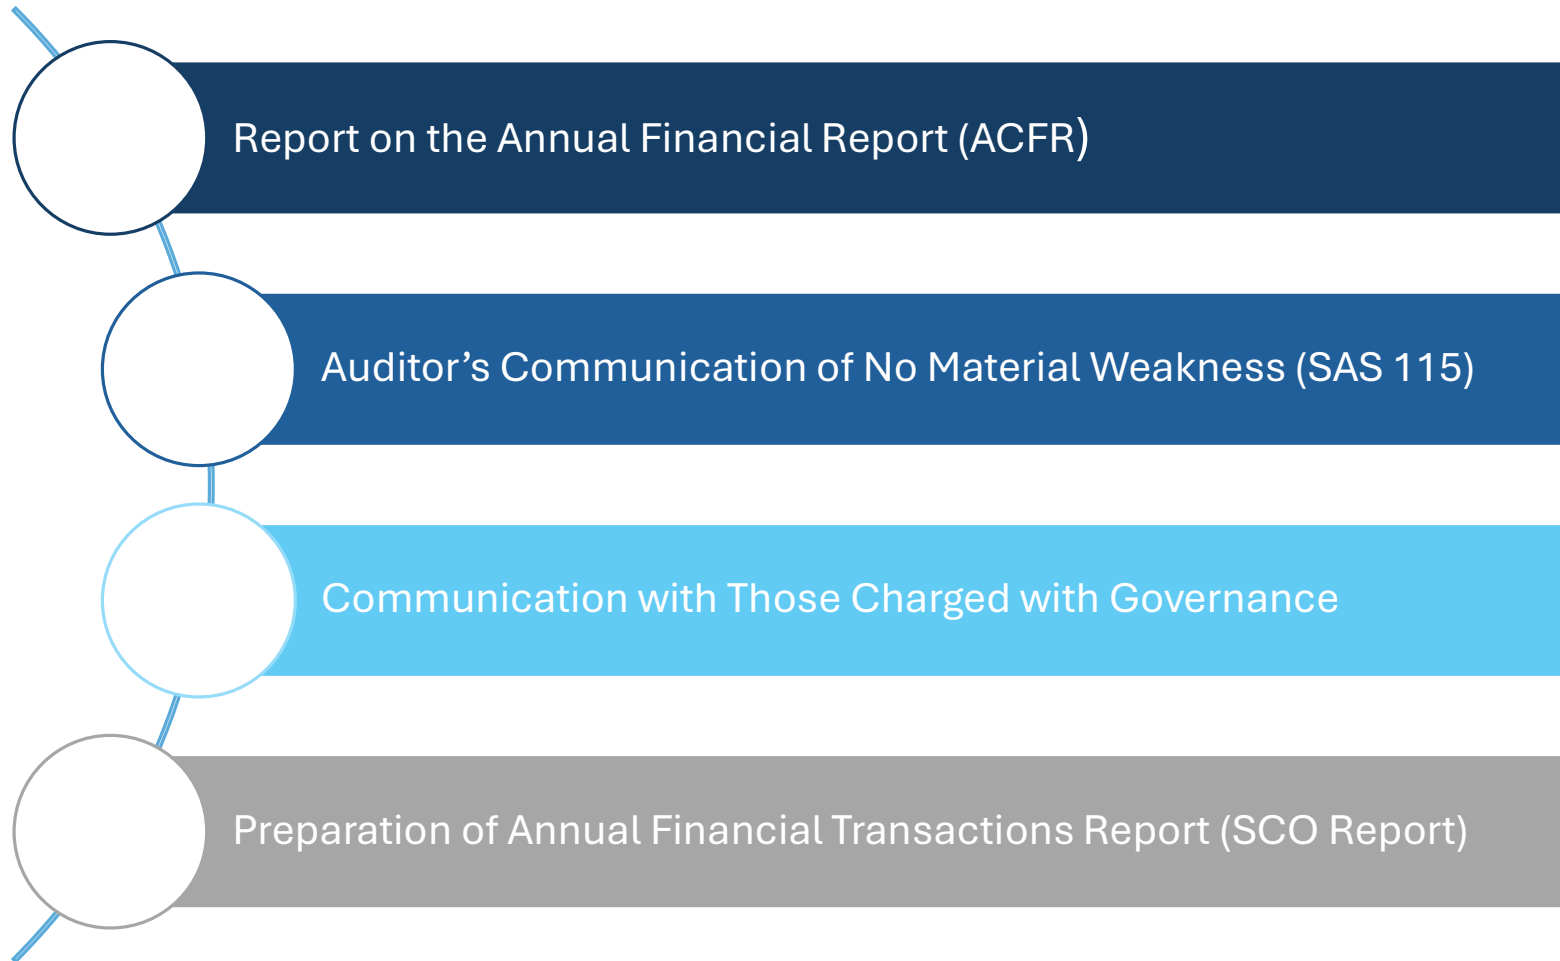 Report on the Annual Financial Report (ACFR)
Auditor’s Communication of No Material Weakness (SAS 115)
Communication with Those Charged with Governance
Preparation of Annual Financial Transactions Report (SCO Report)